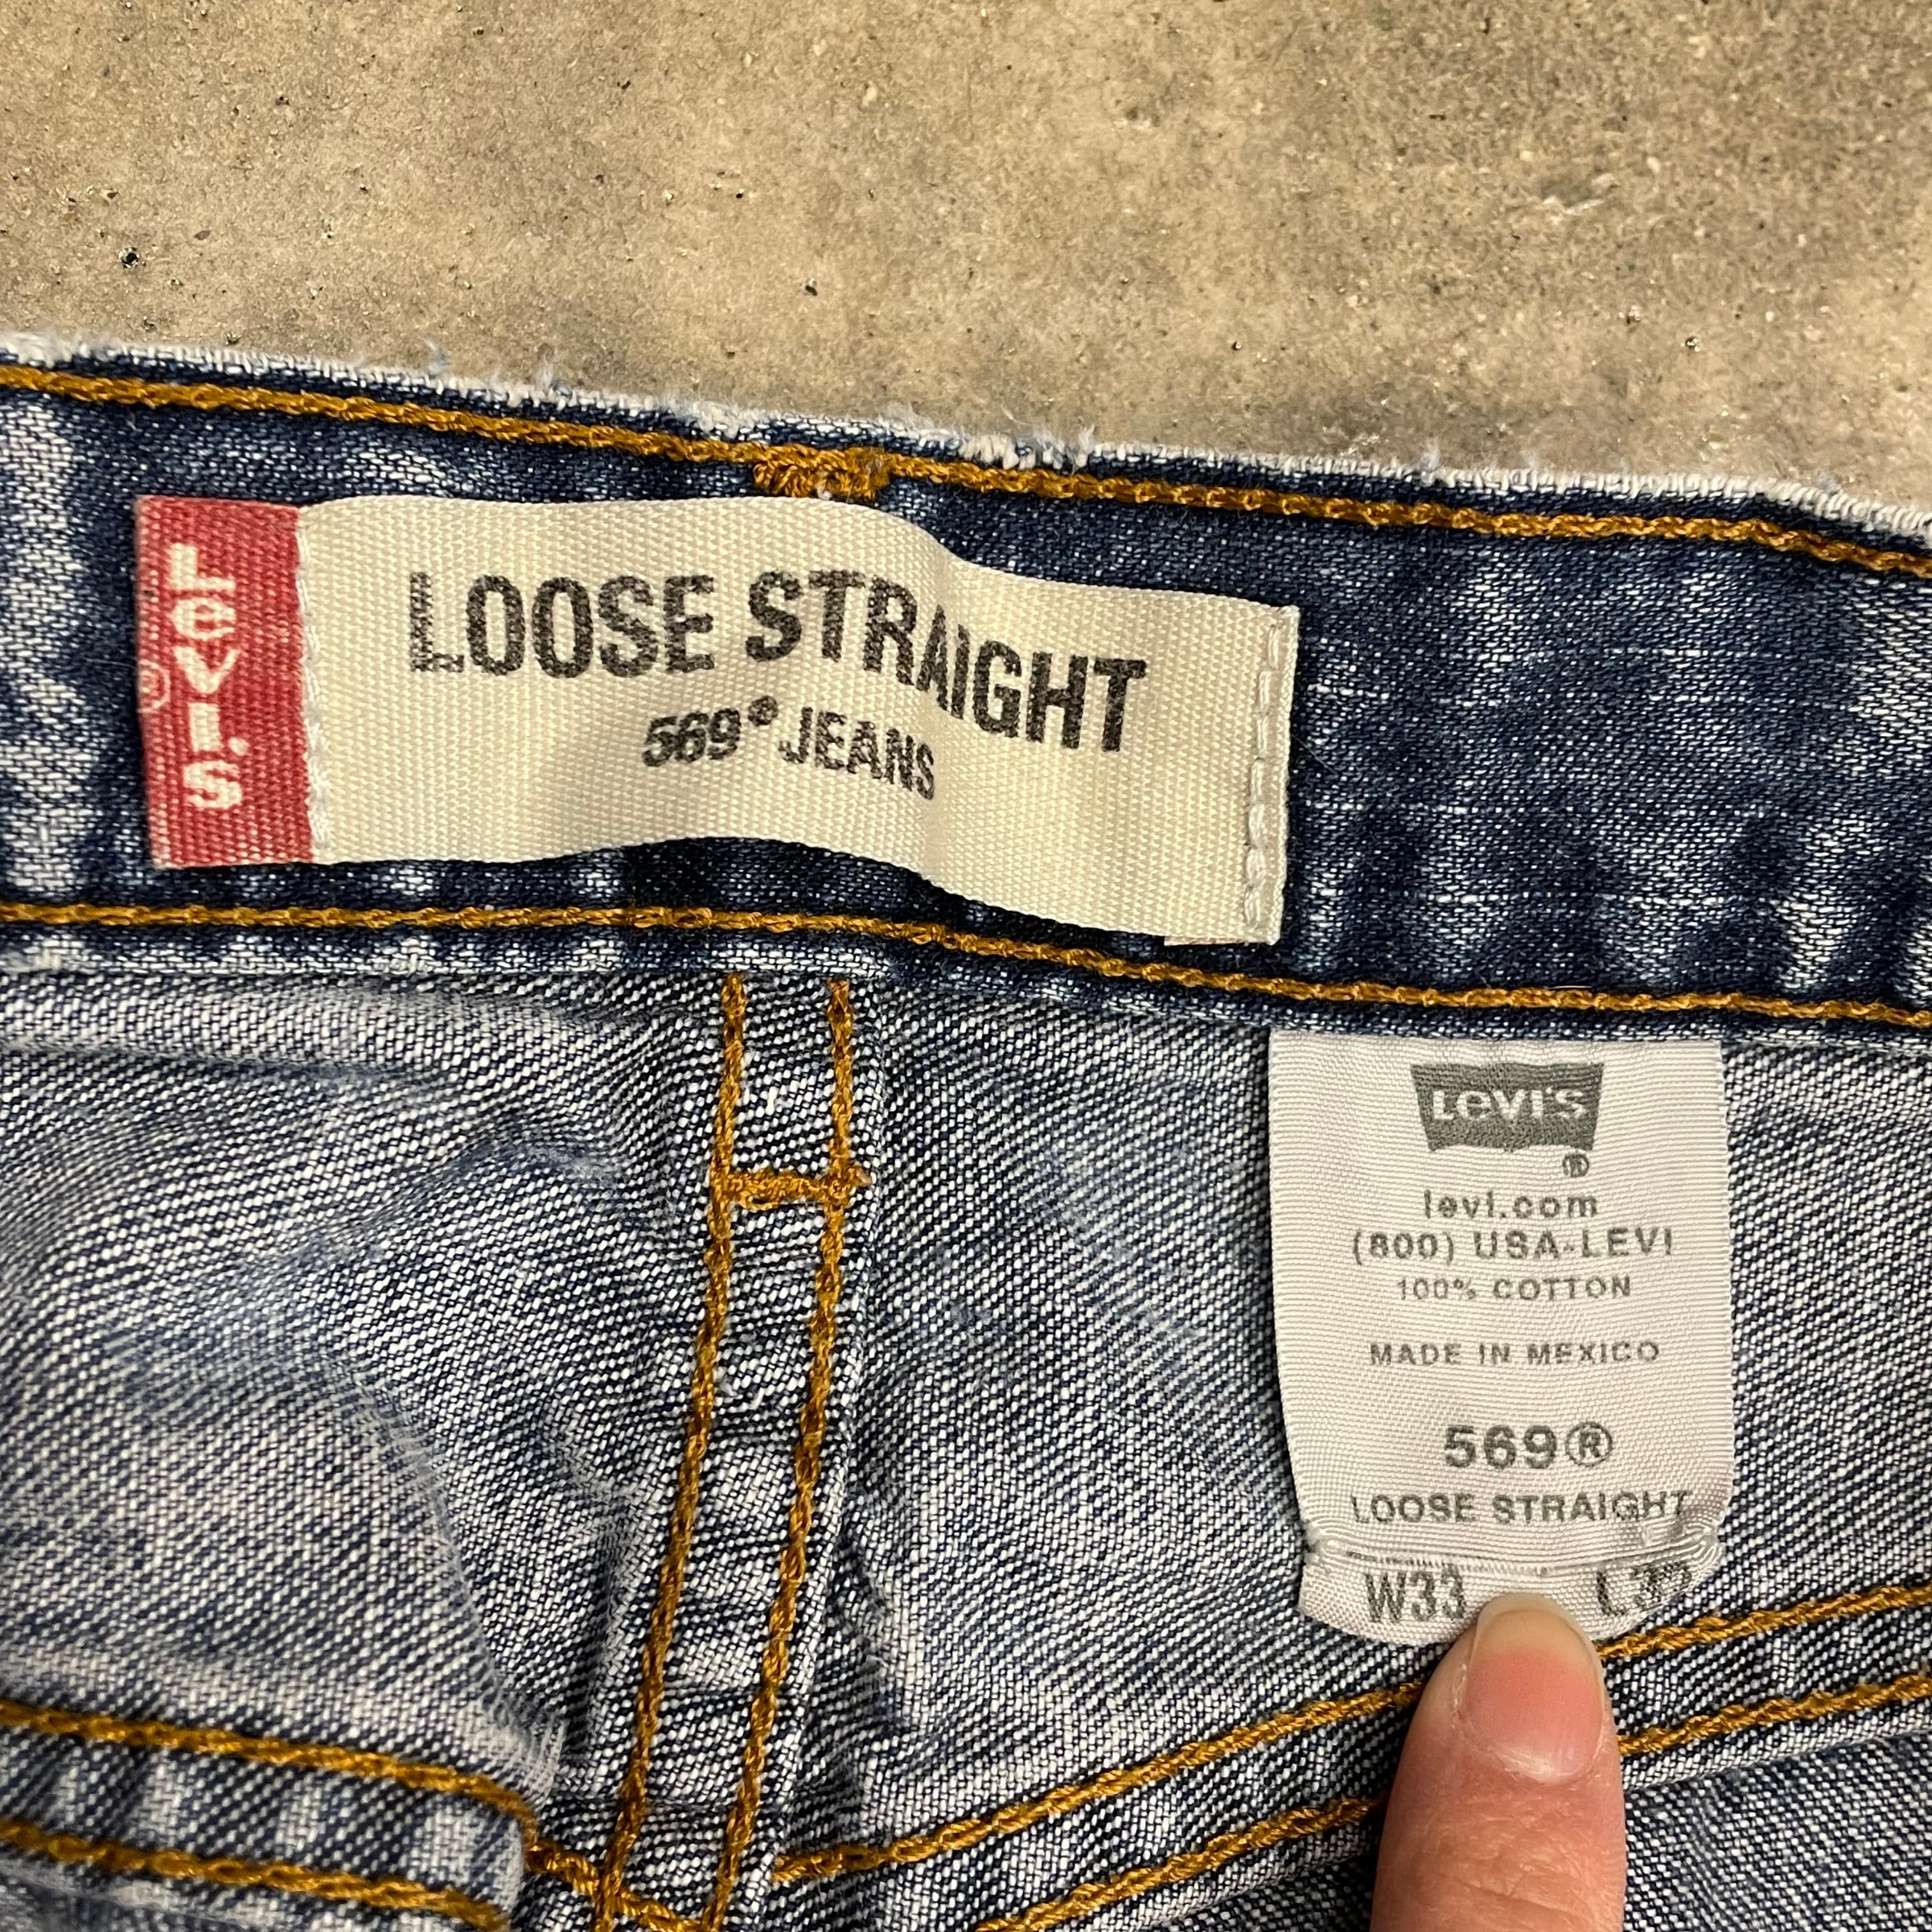 Levi's
®
LOOSE STRAIGHT
569® JEANS
LEVI'S
®
levi.com
(800) USA-LEVI
100% COTTON
MADE IN MEXICO
569®
LOOSE STRAIGHT
W33